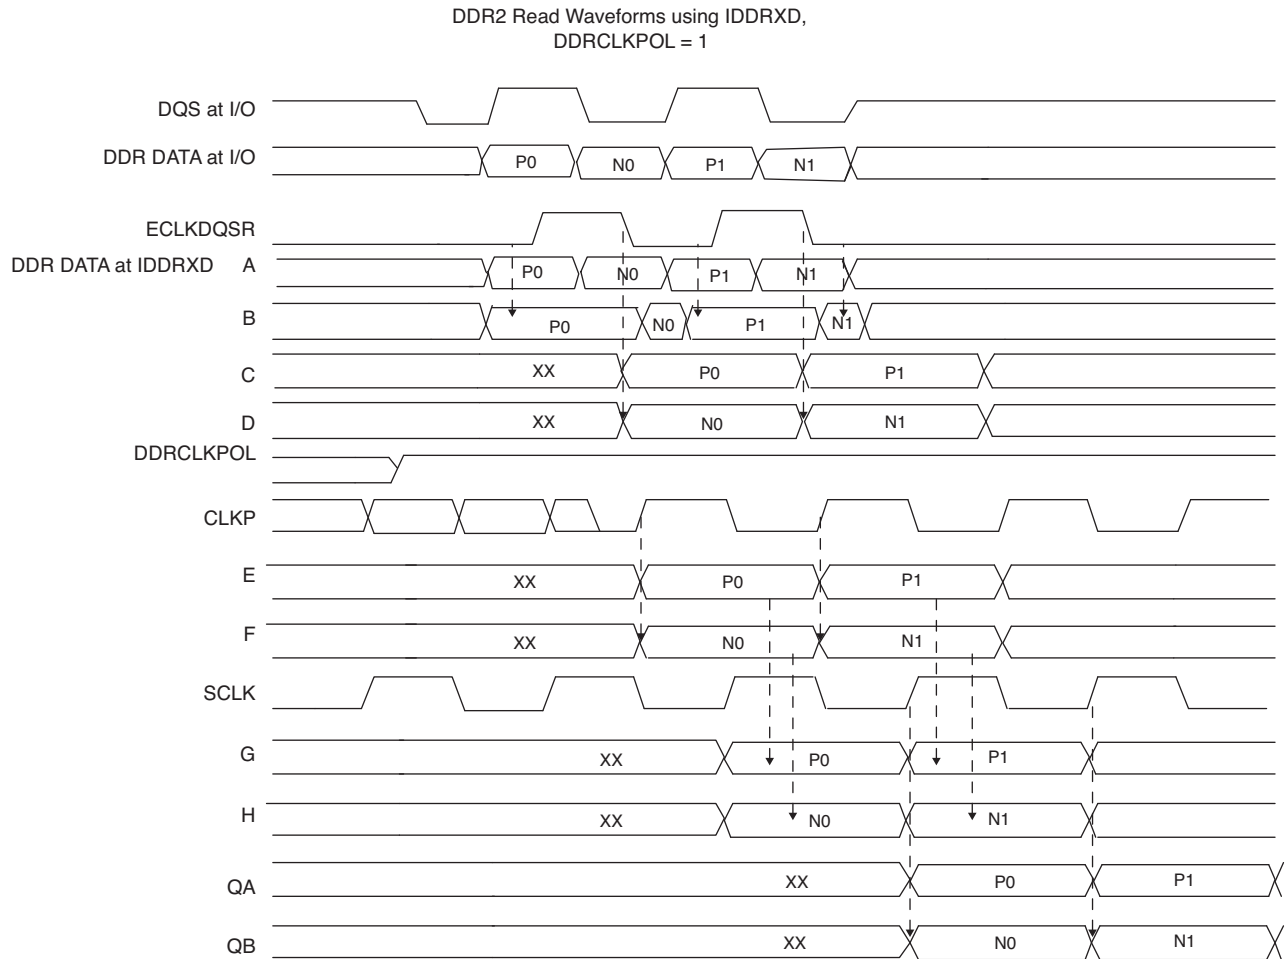 DDR2 Read Waveforms using IDDRXD,
DDRCLKPOL = 1
DQS at I/O
DDR DATA at I/O P0 N0 P1 N1
ECLKDQSR
DDR DATA at IDDRXD A P0 N0 P1 N1
B P0 N0 P1 N1
C XX P0 P1
D XX N0 N1
DDRCLKPOL
CLKP
E XX P0 P1
F XX N0 N1
SCLK
G XX P0 P1
H XX N0 N1
QA XX P0 P1
QB XX N0 N1